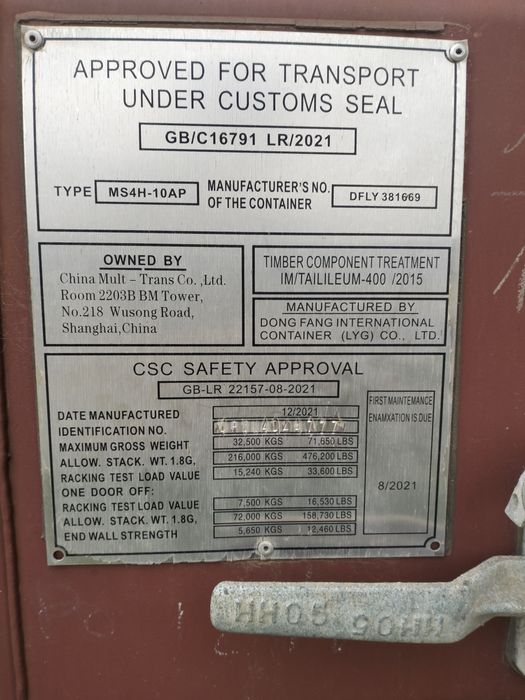 APPROVED FOR TRANSPORT
UNDER CUSTOMS SEAL
GB/C16791 LR/2021
TYPE MS4H-10AP
MANUFACTURER'S NO.
OF THE CONTAINER
DFLY 381669
OWNED BY
China Mult - Trans Co .,Ltd.
Room 2203B BM Tower,
No.218 Wusong Road,
Shanghai,China
TIMBER COMPONENT TREATMENT
IM/TAILILEUM-400 /2015
MANUFACTURED BY
DONG FANG INTERNATIONAL
CONTAINER (LYG) CO., LTD.
CSC SAFETY APPROVAL
GB-LR 22157-08-2021
DATE MANUFACTURED 12/2021
IDENTIFICATION NO.
MAXIMUM GROSS WEIGHT 32,500 KGS 71,650 LBS
ALLOW. STACK. WT. 1.8G, 216,000 KGS 476,200 LBS
RACKING TEST LOAD VALUE 15,240 KGS 33,600 LBS
ONE DOOR OFF:
RACKING TEST LOAD VALUE 7,500 KGS 16,530 LBS
ALLOW. STACK. WT. 1.8G, 72,000 KGS 158,730 LBS
END WALL STRENGTH 5,650 KGS 12,460 LBS
FIRST MAINTENANCE
ENAMXATION IS DUE
8/2021
HH05 50HH